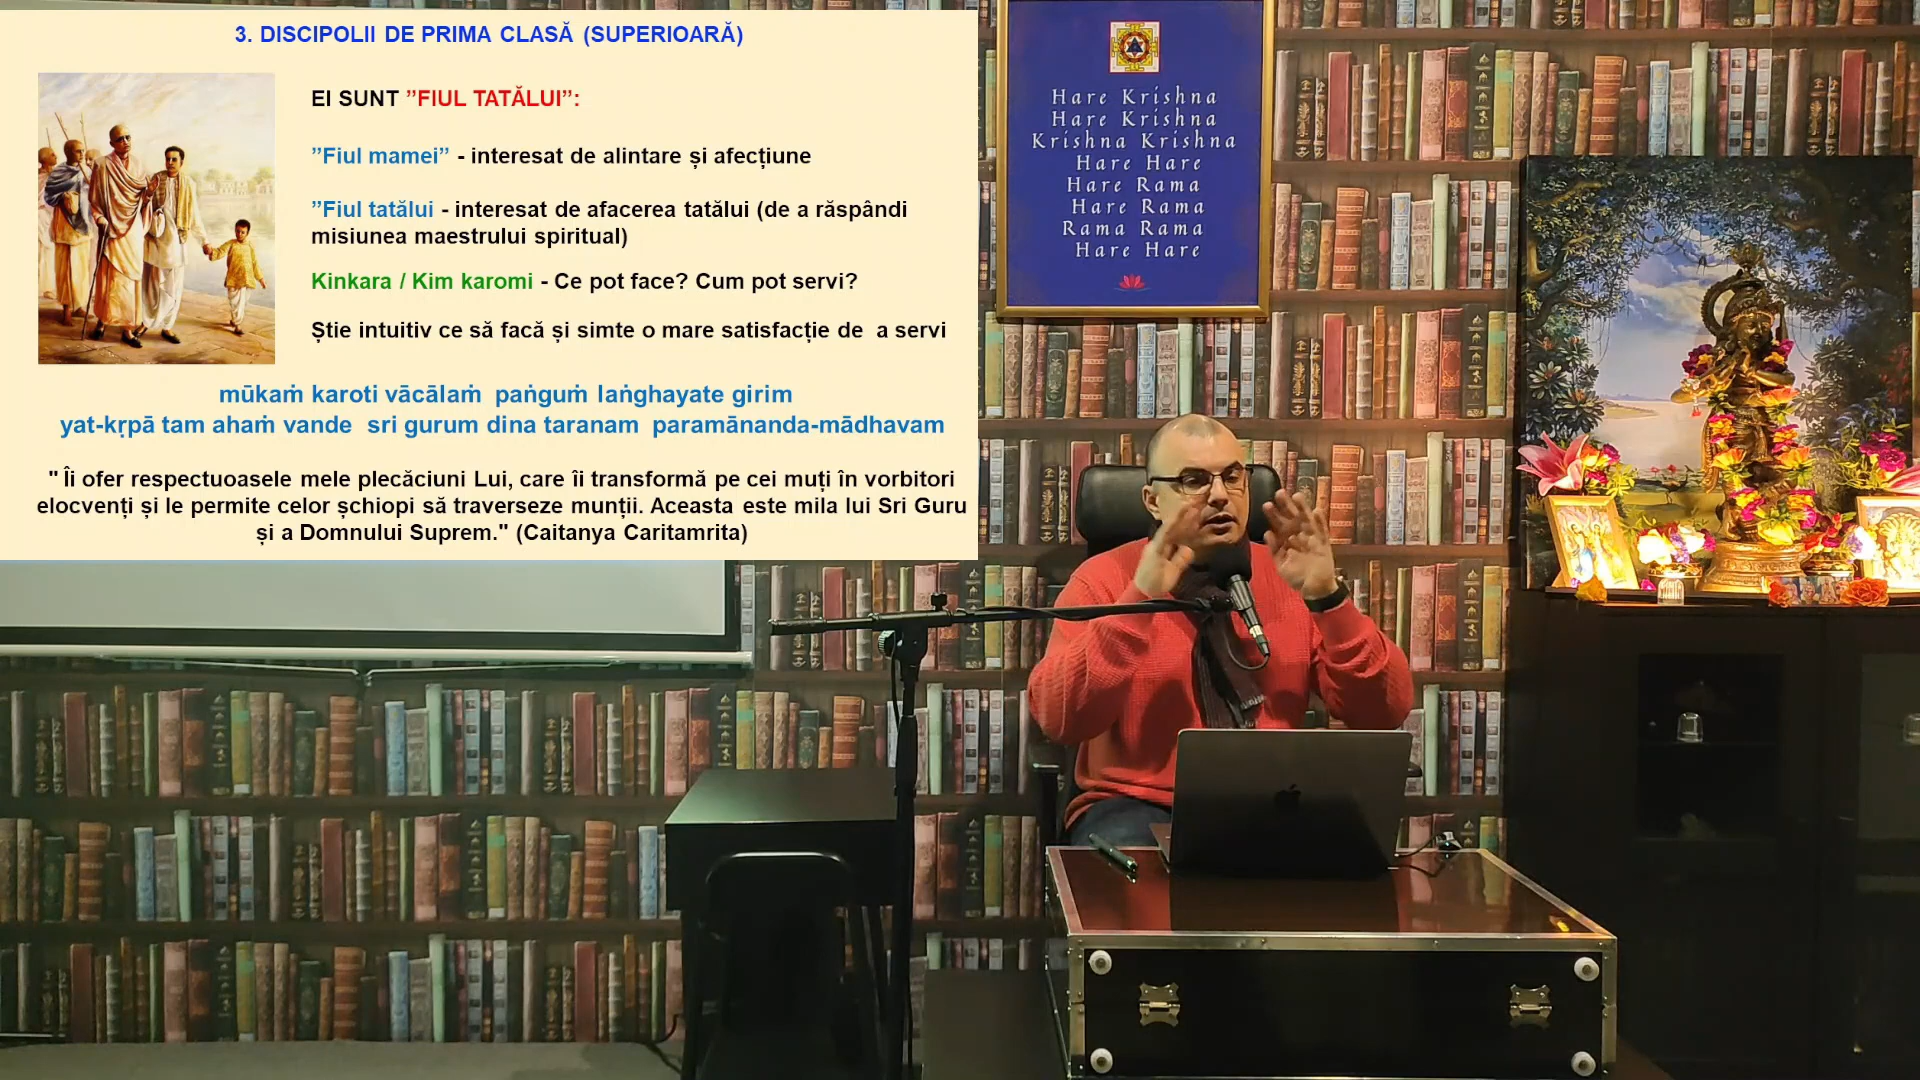 3. DISCIPOLII DE PRIMA CLASĂ (SUPERIOARĂ)
EI SUNT ”FIUL TATĂLUI”:
”Fiul mamei” - interesat de alintare și afecțiune
”Fiul tatălui - interesat de afacerea tatălui (de a răspândi
misiunea maestrului spiritual)
Kinkara / Kim karomi - Ce pot face? Cum pot servi?
Știe intuitiv ce să facă și simte o mare satisfacție de  a servi
mūkaṁ karoti vācālaṁ  paṅguṁ laṅghayate girim
yat-kṛpā tam ahaṁ vande  sri gurum dina taranam  paramānanda-mādhavam
" Îi ofer respectuoasele mele plecăciuni Lui, care îi transformă pe cei muți în vorbitori
elocvenți și le permite celor șchiopi să traverseze munții. Aceasta este mila lui Sri Guru
și a Domnului Suprem." (Caitanya Caritamrita)
Hare Krishna
Hare Krishna
Krishna Krishna
Hare Hare
Hare Rama
Hare Rama
Rama Rama
Hare Hare